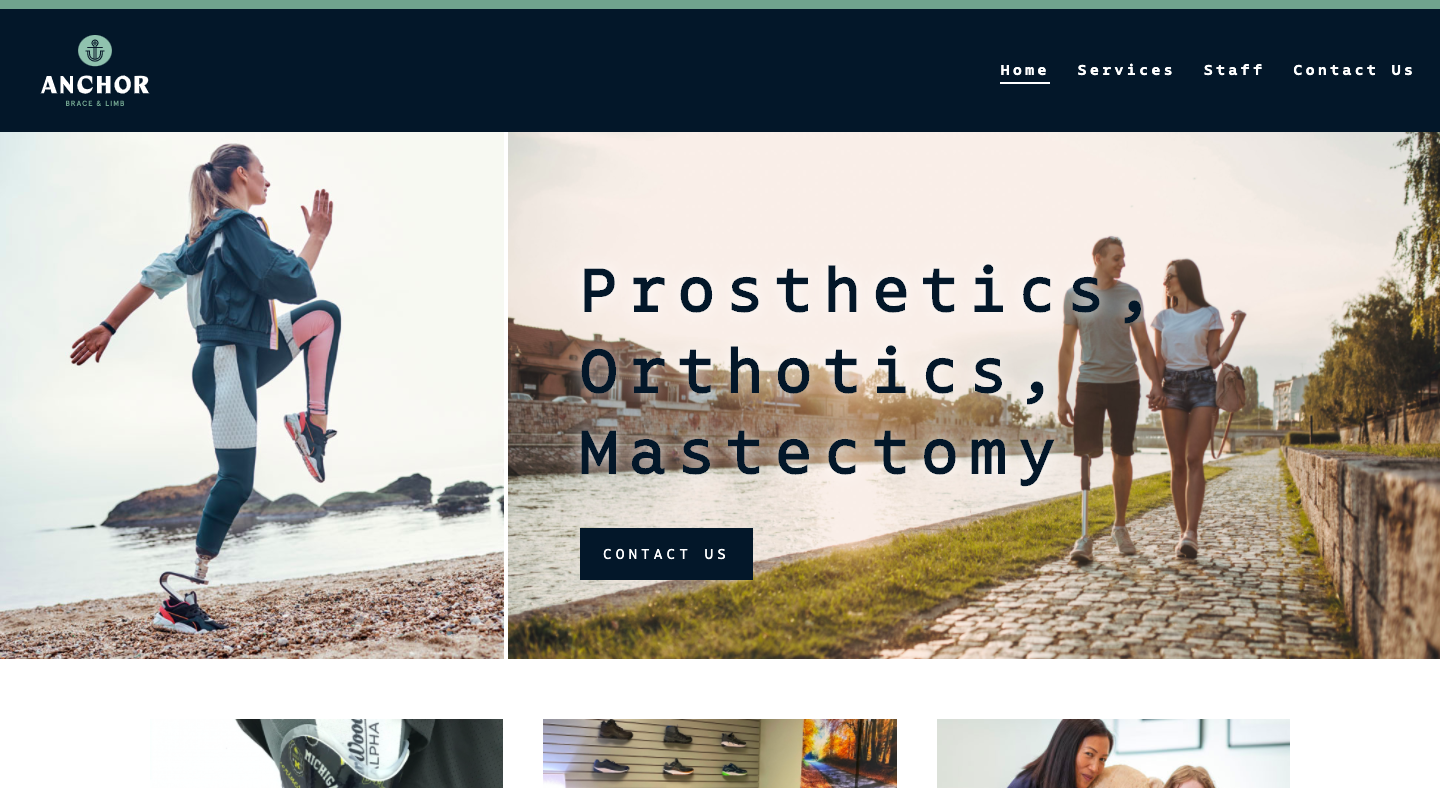 ANCHOR
BRACE & LIMB
Home Services Staff Contact Us
Prosthetics,
Orthotics,
Mastectomy
CONTACT US
Wood
ALPHA
MICHIG